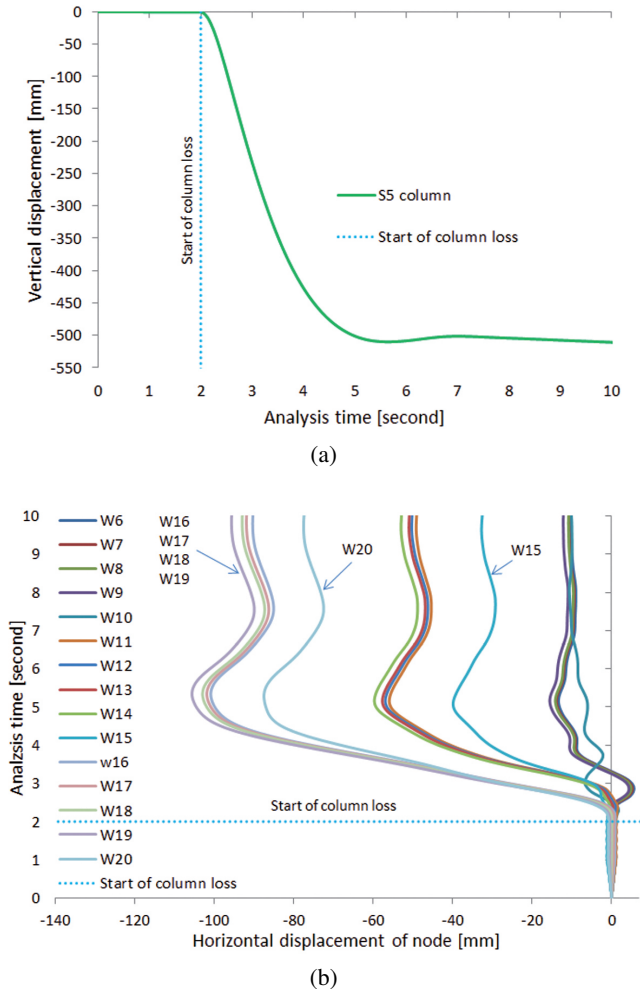 0
-50
-100
-150
-200
-250
-300
-350
-400
-450
-500
-550
Vertical displacement [mm]
Start of column loss
S5 column
Start of column loss
0 1 2 3 4 5 6 7 8 9 10
Analysis time [second]
(a)
10
9
8
7
6
5
4
3
2
1
0
Analzsis time [second]
W6
W7
W8
W9
W10
W11
W12
W13
W14
W15
w16
W17
W18
W19
W20
Start of column loss
W16
W17
W18
W19
W20
W15
Start of column loss
-140 -120 -100 -80 -60 -40 -20 0
Horizontal displacement of node [mm]
(b)